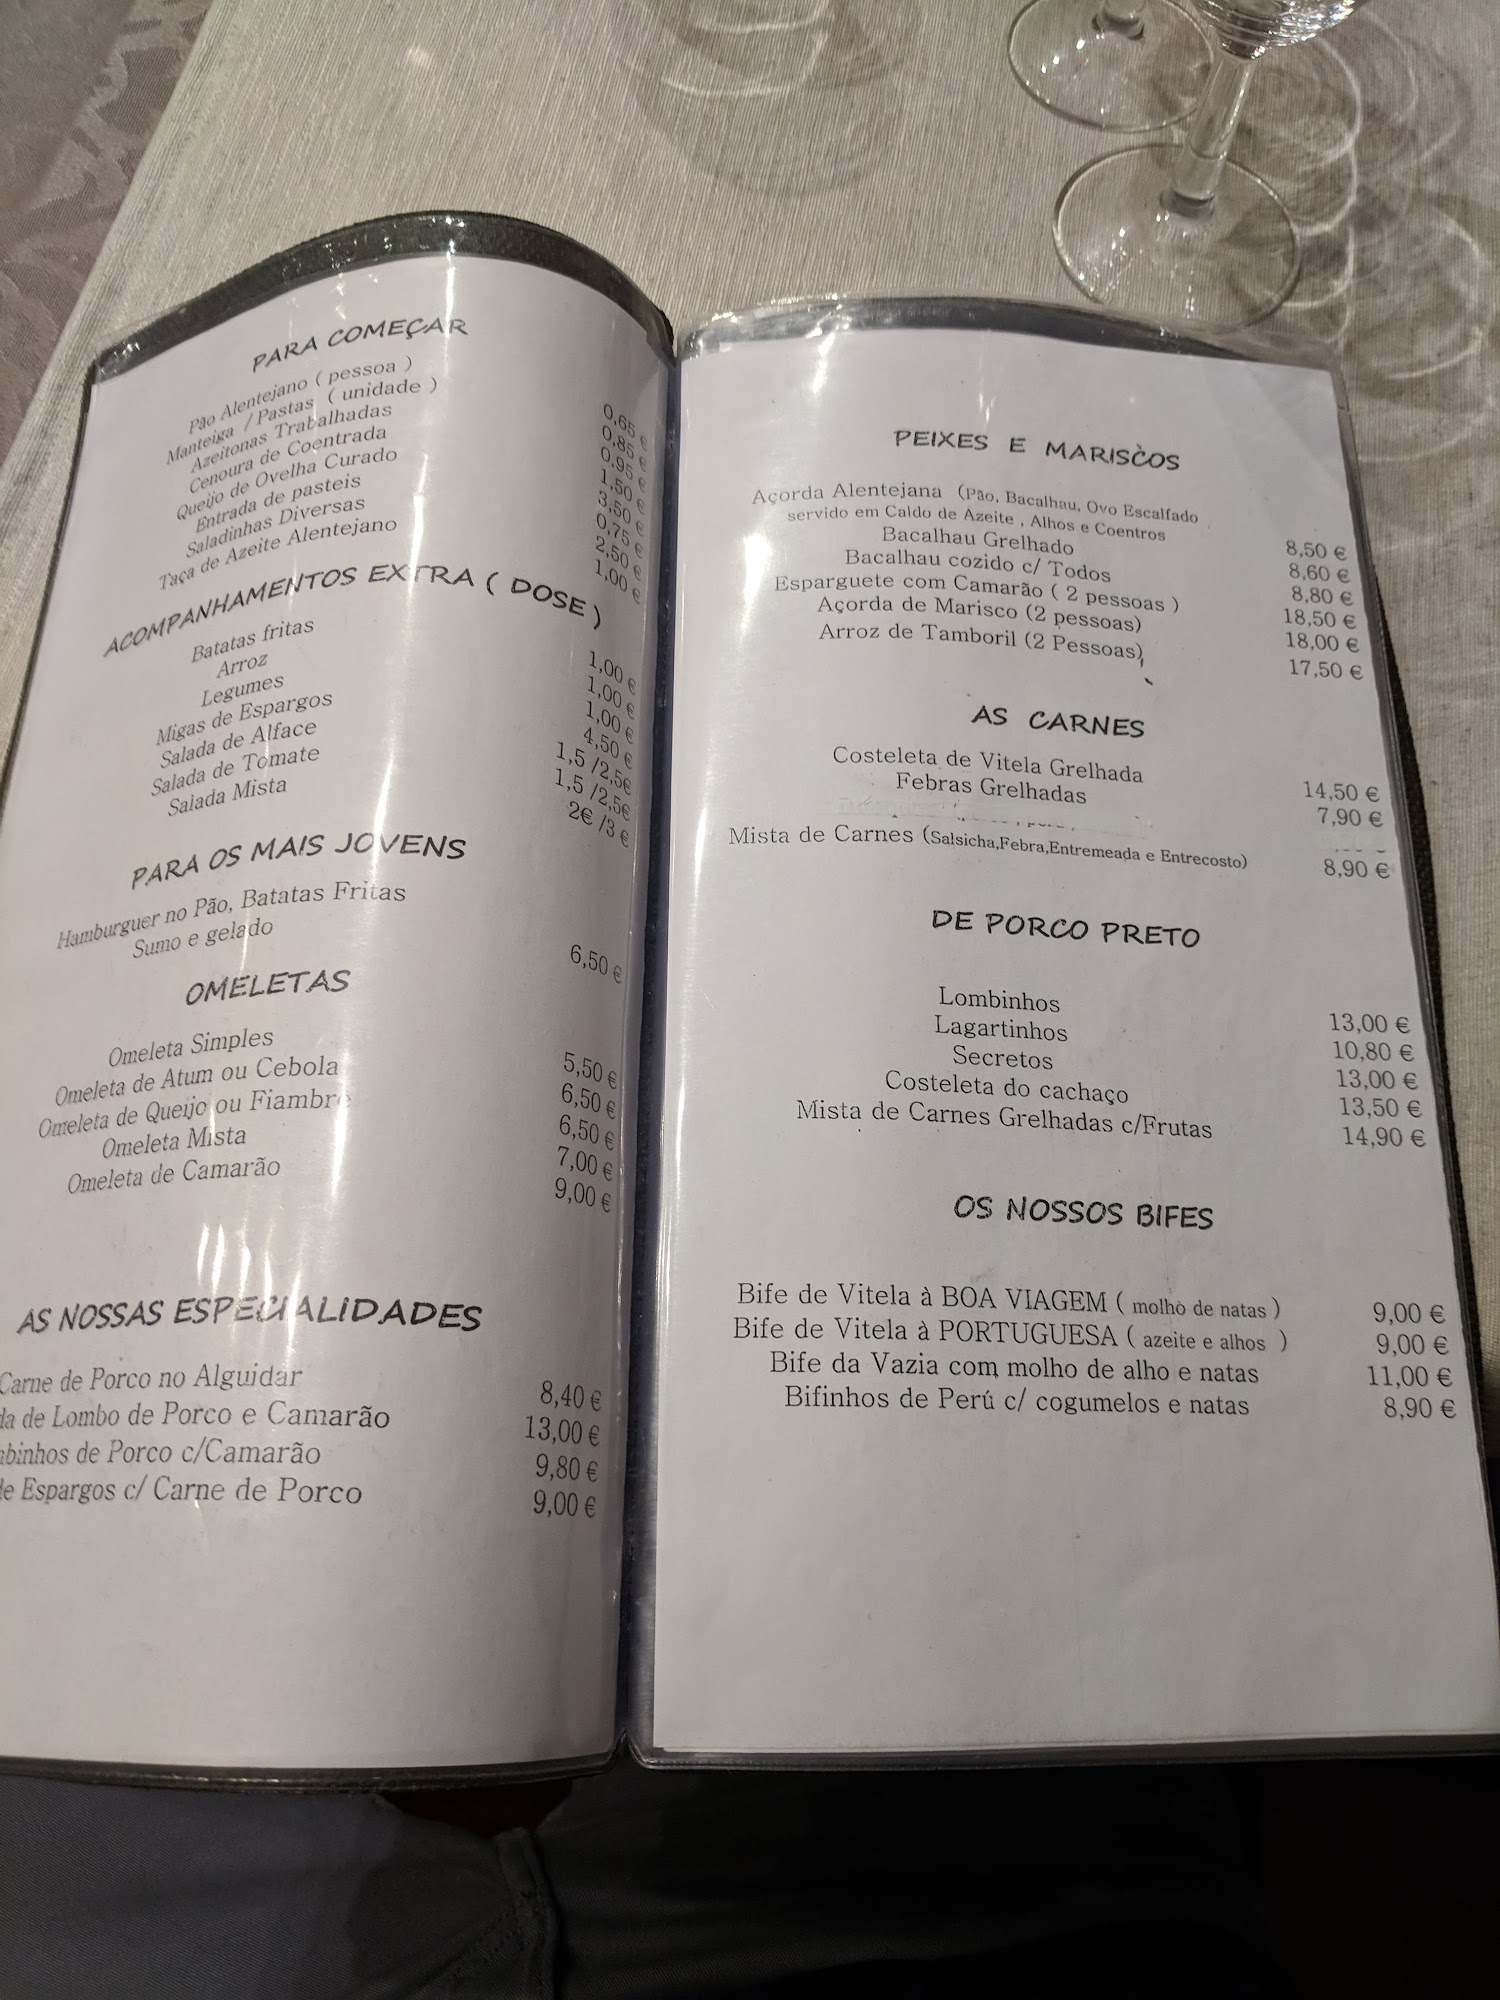 PARA COMEÇAR
Pão Alentejano ( pessoa ) 0,65 €
Manteiga / Pastas ( unidade ) 0,85 €
Azeitonas Trabalhadas 0,95 €
Cenoura de Coentrada 1,50 €
Queijo de Ovelha Curado 3,50 €
Entrada de pasteis 0,75 €
Saladinhas Diversas 2,50 €
Taça de Azeite Alentejano 1,00 €
ACOMPANHAMENTOS EXTRA ( DOSE )
Batatas fritas 1,00 €
Arroz 1,00 €
Legumes 1,00 €
Migas de Espargos 4,50 €
Salada de Alface 1,5 /2,5€
Salada de Tomate 1,5 /2,5€
Salada Mista 2€ /3 €
PARA OS MAIS JOVENS
Hamburguer no Pão, Batatas Fritas
Sumo e gelado 6,50 €
OMELETAS
Omeleta Simples 5,50 €
Omeleta de Atum ou Cebola 6,50 €
Omeleta de Queijo ou Fiambre 6,50 €
Omeleta Mista 7,00 €
Omeleta de Camarão 9,00 €
AS NOSSAS ESPECIALIDADES
Carne de Porco no Alguidar 8,40 €
de Lombo de Porco e Camarão 13,00 €
de Porco c/Camarão 9,80 €
Espargos c/ Carne de Porco 9,00 €
PEIXES E MARISCOS
Açorda Alentejana (Pão, Bacalhau, Ovo Escalfado
servido em Caldo de Azeite , Alhos e Coentros 8,50 €
Bacalhau Grelhado 8,60 €
Bacalhau cozido c/ Todos 8,80 €
Esparguete com Camarão ( 2 pessoas ) 18,50 €
Açorda de Marisco (2 pessoas) 18,00 €
Arroz de Tamboril (2 Pessoas) 17,50 €
AS CARNES
Costeleta de Vitela Grelhada 14,50 €
Febras Grelhadas 7,90 €
Mista de Carnes (Salsicha,Febra,Entremeada e Entrecosto) 8,90 €
DE PORCO PRETO
Lombinhos 13,00 €
Lagartinhos 10,80 €
Secretos 13,00 €
Costeleta do cachaço 13,50 €
Mista de Carnes Grelhadas c/Frutas 14,90 €
OS NOSSOS BIFES
Bife de Vitela à BOA VIAGEM ( molho de natas ) 9,00 €
Bife de Vitela à PORTUGUESA ( azeite e alhos ) 9,00 €
Bife da Vazia com molho de alho e natas 11,00 €
Bifinhos de Perú c/ cogumelos e natas 8,90 €